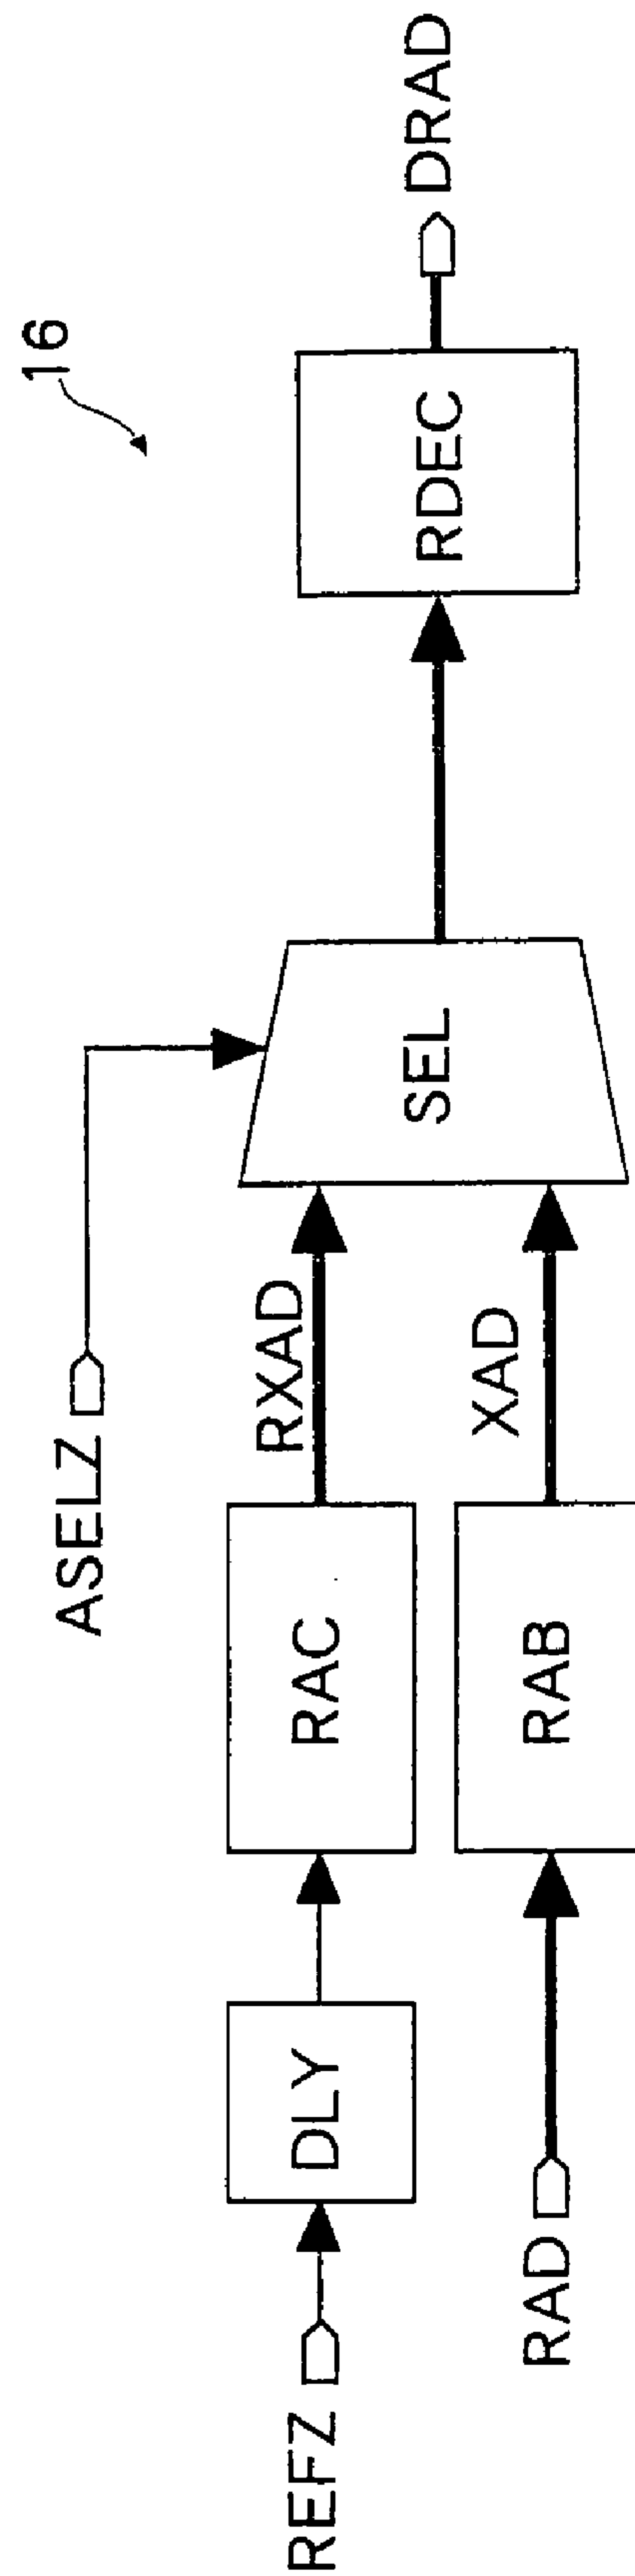 16
ASELZ
REFZ
DLY
RAC
RXAD
SEL
RDEC
DRAD
RAD
RAB
XAD